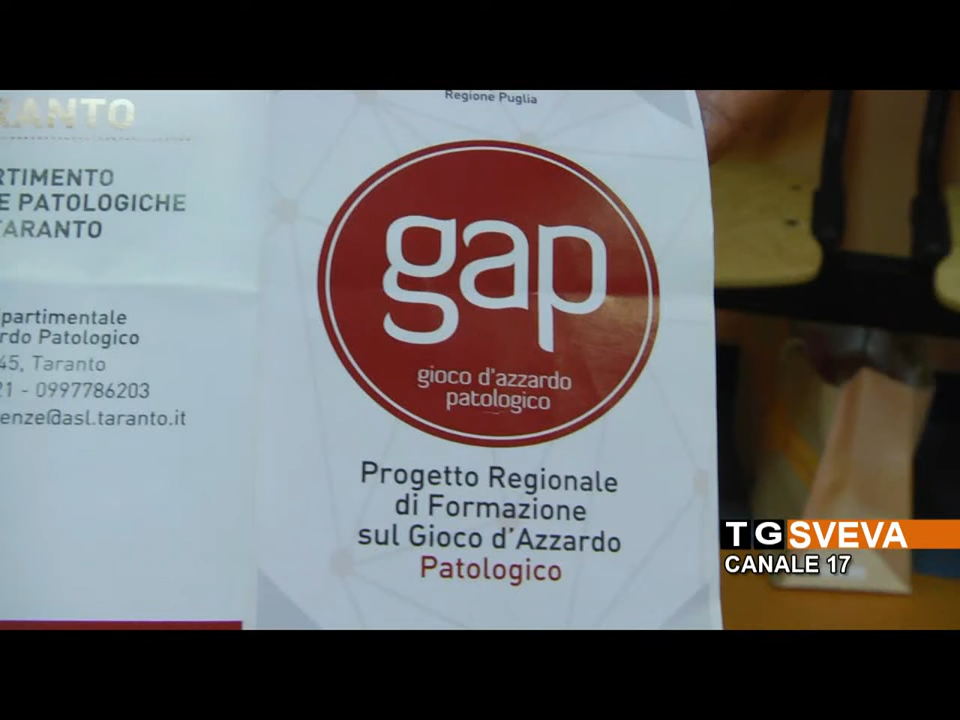 RANTO
RTIMENTO
E PATOLOGICHE
TARANTO
partimentale
rdo Patologico
45, Taranto
21 - 0997786203
enze@asl.taranto.it
Regione Puglia
gap
gioco d'azzardo
patologico
Progetto Regionale
di Formazione
sul Gioco d'Azzardo
Patologico
TGSVEVA
CANALE 17